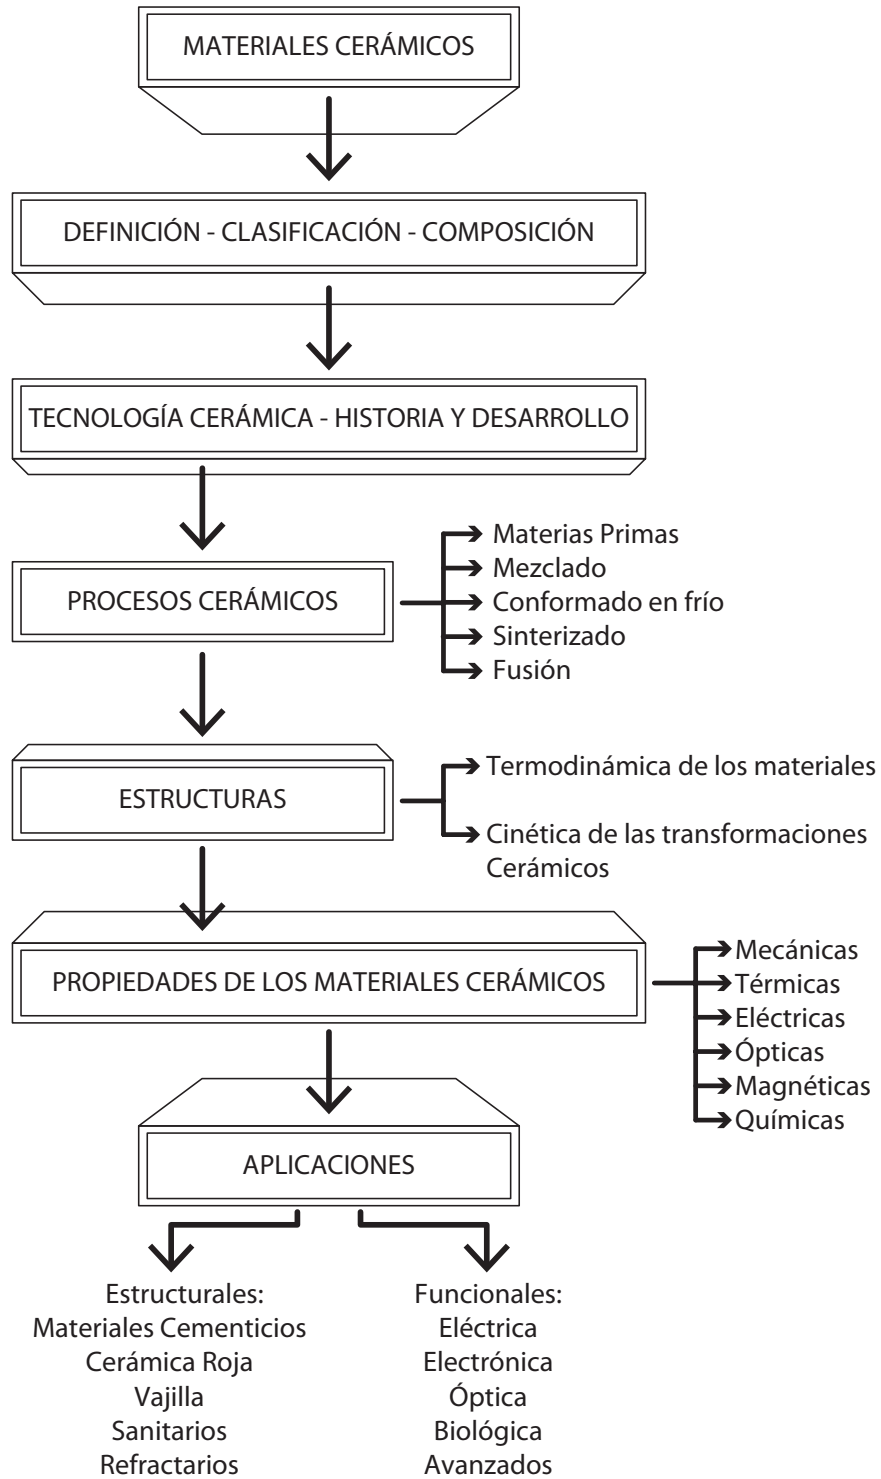 MATERIALES CERÁMICOS
DEFINICIÓN - CLASIFICACIÓN - COMPOSICIÓN
TECNOLOGÍA CERÁMICA - HISTORIA Y DESARROLLO
PROCESOS CERÁMICOS
Materias Primas
Mezclado
Conformado en frío
Sinterizado
Fusión
ESTRUCTURAS
Termodinámica de los materiales
Cinética de las transformaciones
Cerámicos
PROPIEDADES DE LOS MATERIALES CERÁMICOS
Mecánicas
Térmicas
Eléctricas
Ópticas
Magnéticas
Químicas
APLICACIONES
Estructurales:
Materiales Cementicios
Cerámica Roja
Vajilla
Sanitarios
Refractarios
Funcionales:
Eléctrica
Electrónica
Óptica
Biológica
Avanzados